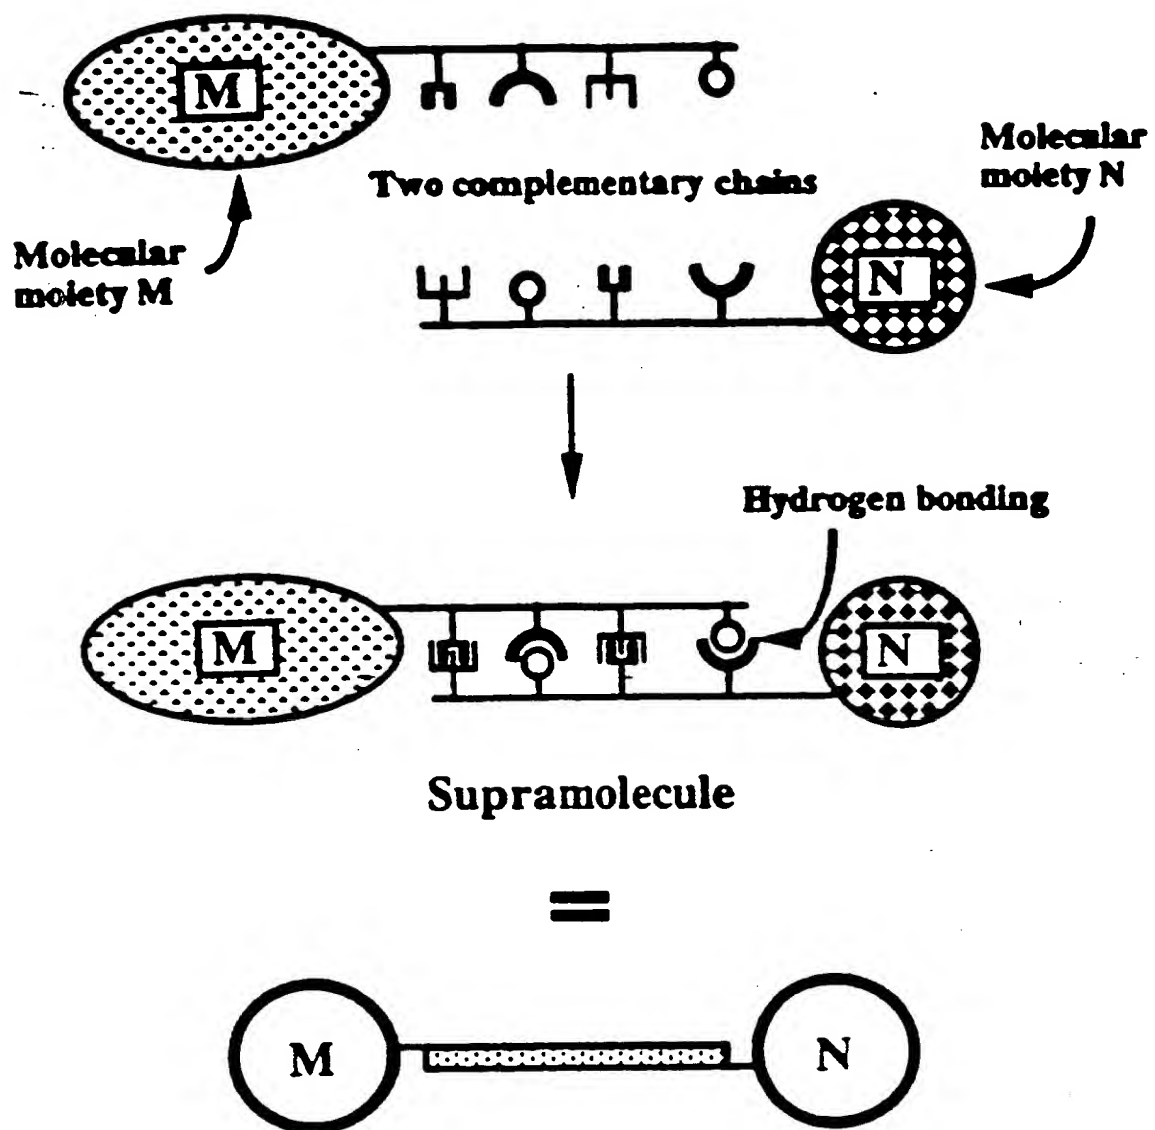 M
Two complementary chains
Molecular
moiety N
Molecular
moiety M
N
Hydrogen bonding
M
N
Supramolecule
=
M
N